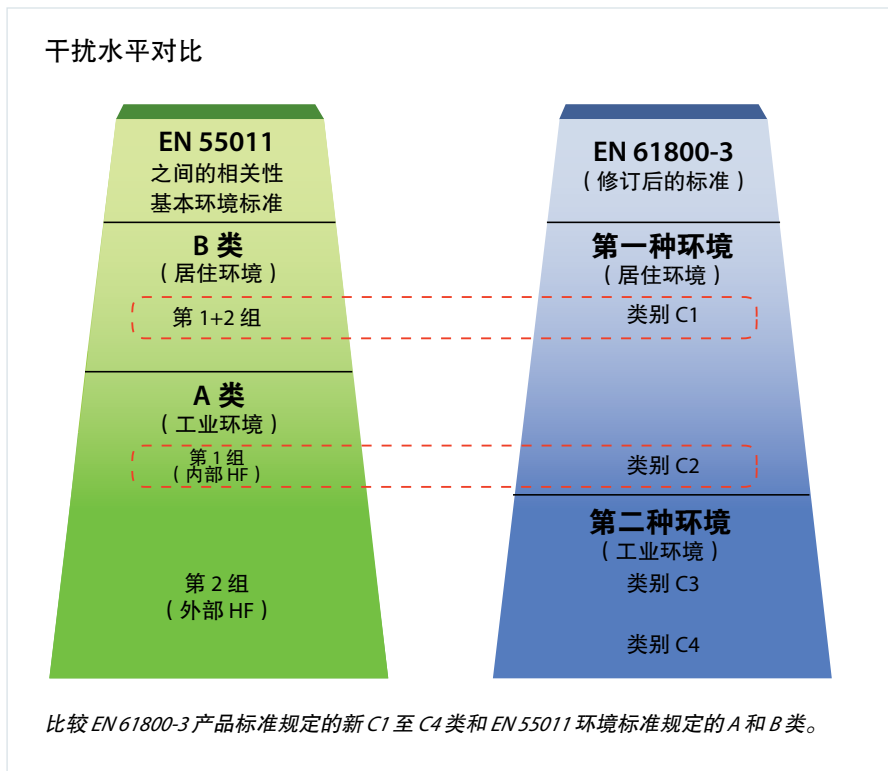 干扰水平对比
EN 55011
之间的相关性
基本环境标准
B 类
（居住环境）
第 1+2 组
A 类
（工业环境）
第 1 组
（内部 HF）
第 2 组
（外部 HF）
EN 61800-3
（修订后的标准）
第一种环境
（居住环境）
类别 C1
类别 C2
第二种环境
（工业环境）
类别 C3
类别 C4
比较 EN 61800-3 产品标准规定的新 C1 至 C4 类和 EN 55011 环境标准规定的 A 和 B 类。